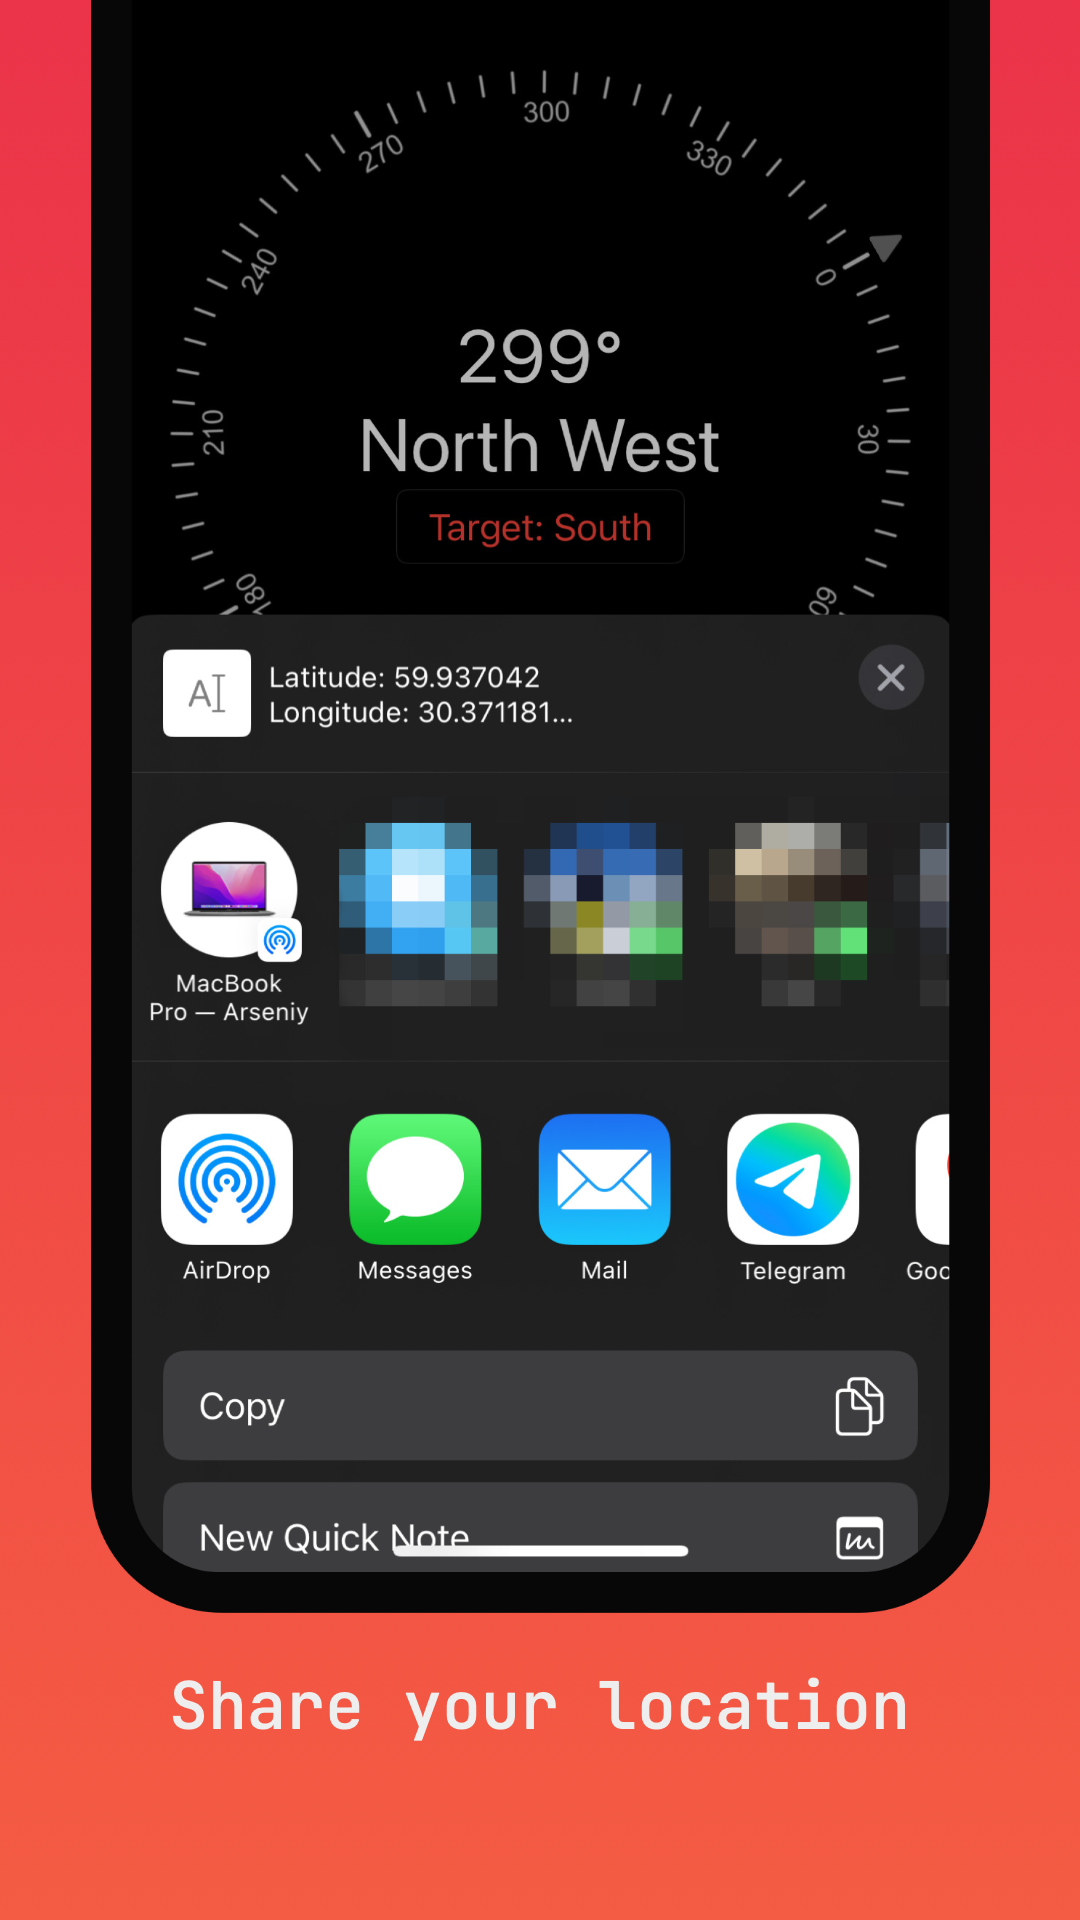 300
270
330
240
0
299°
210
30
North West
Target: South
180
60
AI
Latitude: 59.937042
Longitude: 30.371181...
MacBook
Pro — Arseniy
AirDrop
Messages
Mail
Telegram
Goo
Copy
New Quick Note
Share your location